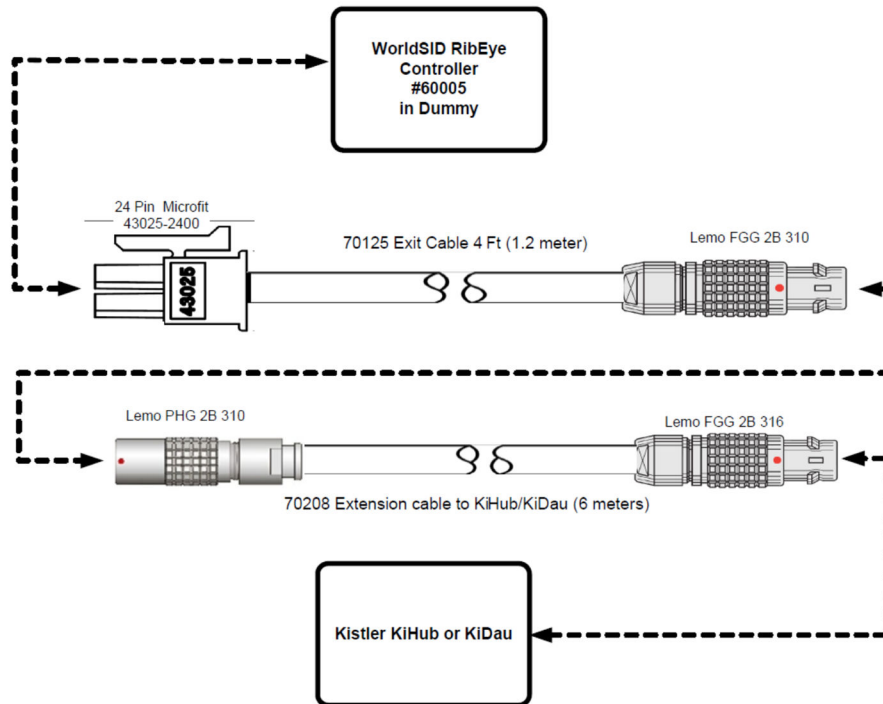 WorldSID RibEye
Controller
#60005
in Dummy
24 Pin Microfit
43025-2400
70125 Exit Cable 4 Ft (1.2 meter)
Lemo FGG 2B 310
43025
Lemo PHG 2B 310
Lemo FGG 2B 316
70208 Extension cable to KiHub/KiDau (6 meters)
Kistler KiHub or KiDau